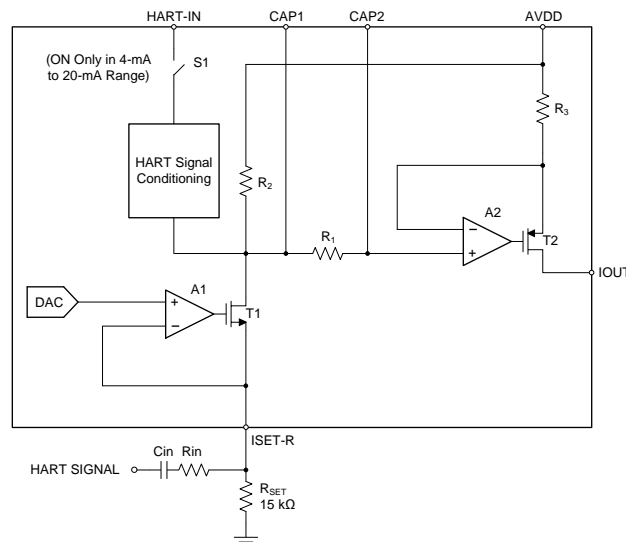 HART-IN
CAP1
CAP2
AVDD
(ON Only in 4-mA
to 20-mA Range)
S1
R3
HART Signal
Conditioning
R2
A2
R1
T2
IOUT
DAC
A1
T1
ISET-R
Cin
Rin
HART SIGNAL
RSET
15 kΩ